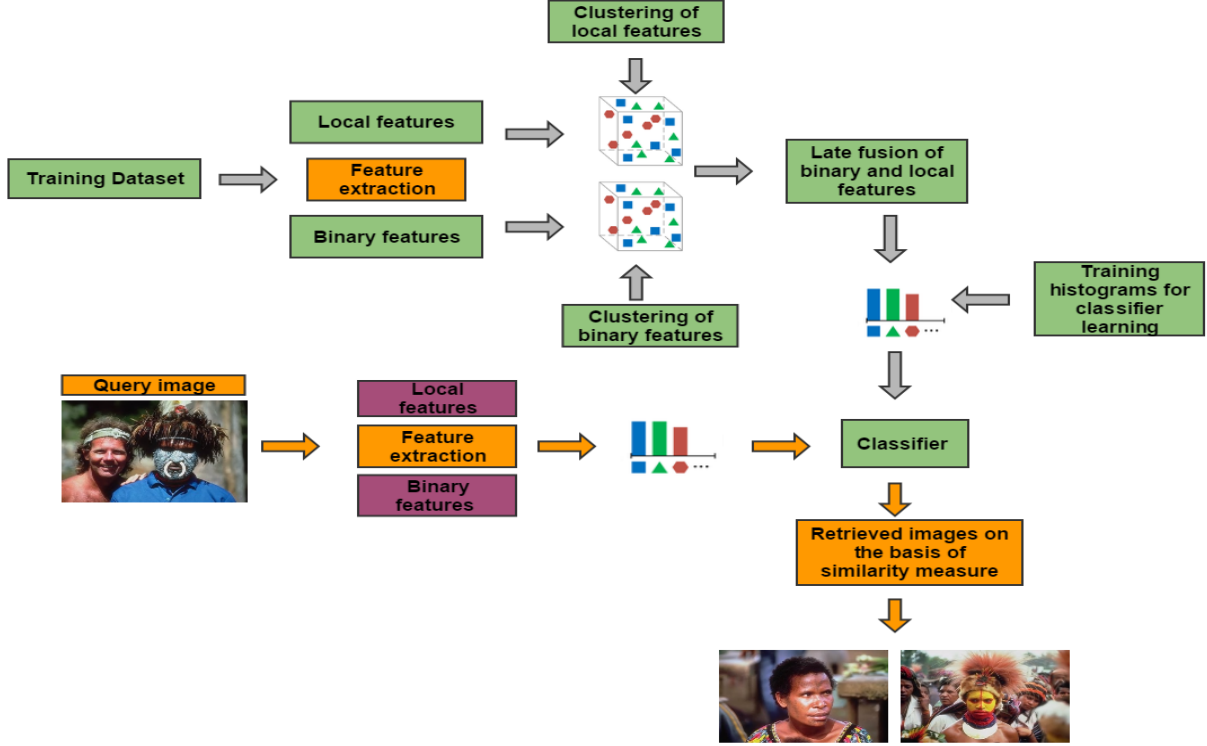 Clustering of
local features
Local features
Training Dataset
Feature
extraction
Binary features
Late fusion of
binary and local
features
Clustering of
binary features
Training
histograms for
classifier
learning
Query image
Local
features
Feature
extraction
Binary
features
Classifier
Retrieved images on
the basis of
similarity measure